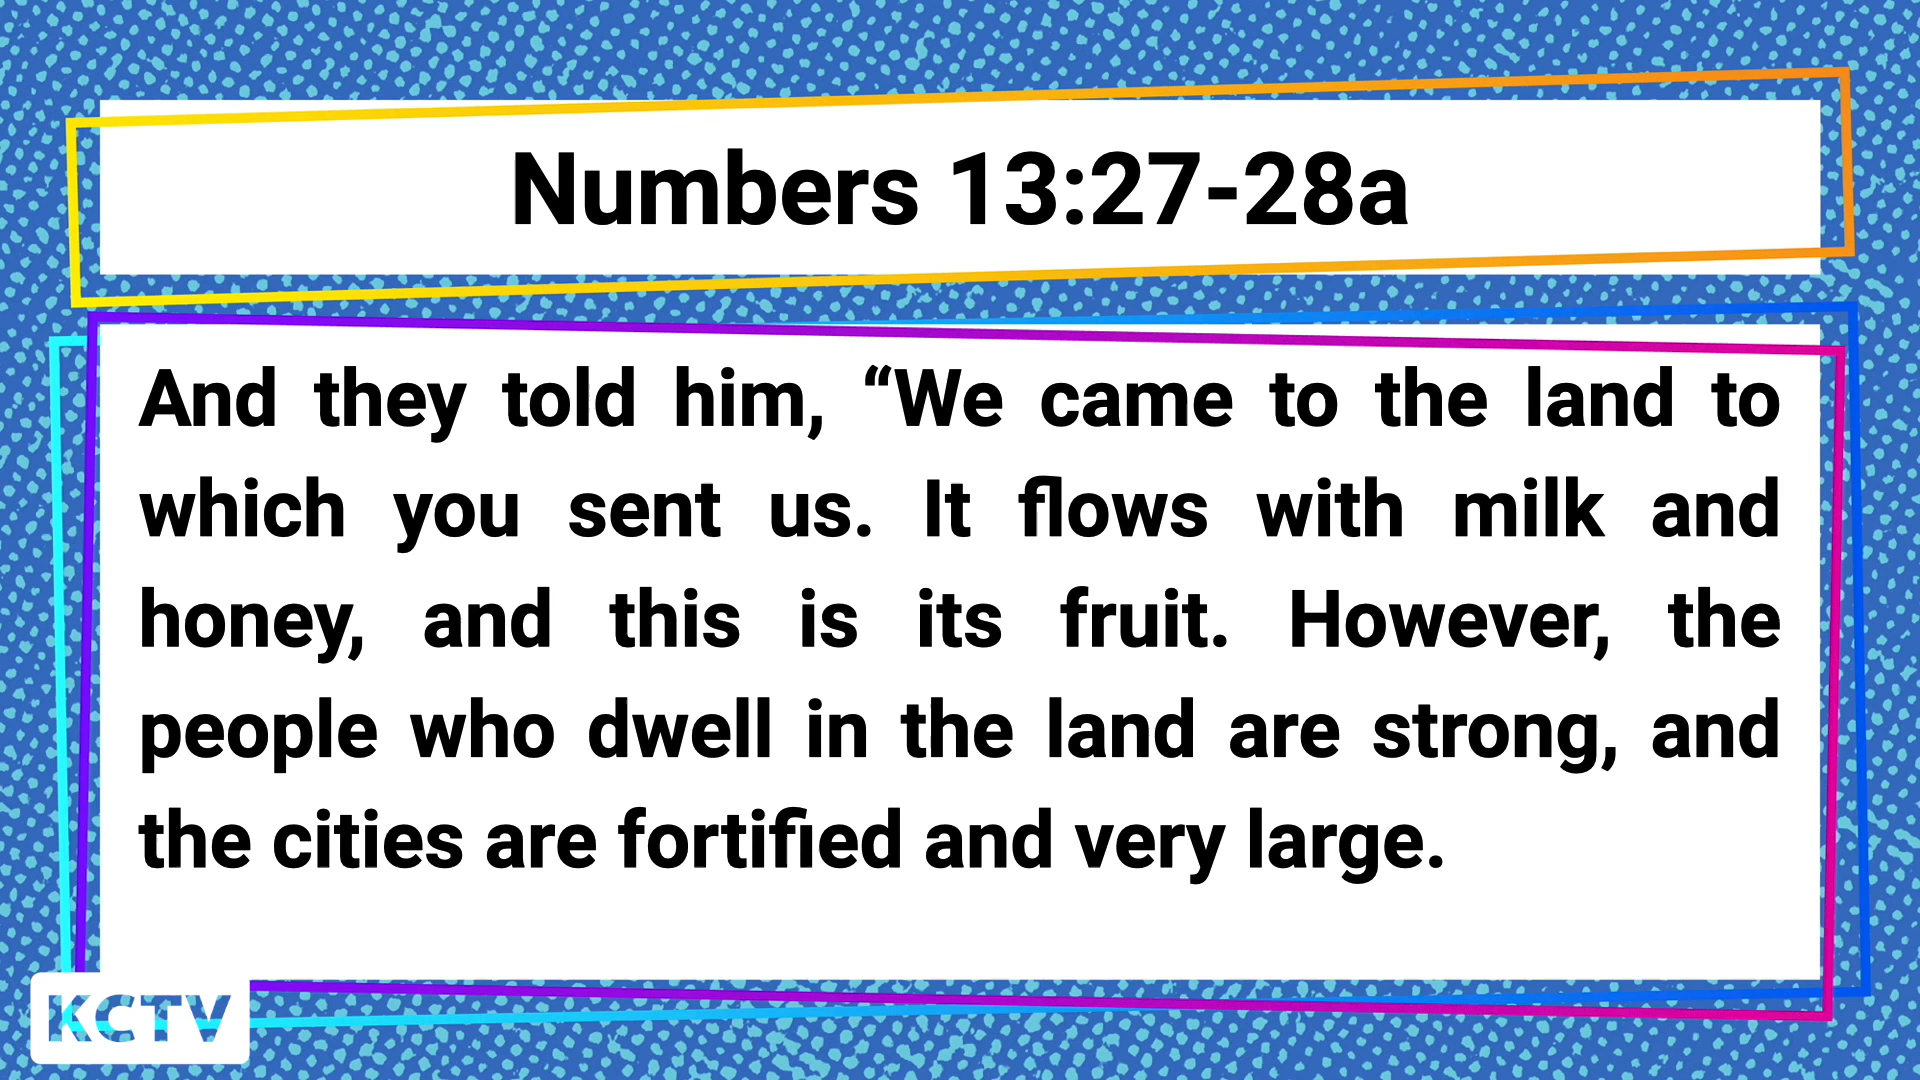 Numbers 13:27-28a
And they told him, “We came to the land to
which you sent us. It flows with milk and
honey, and this is its fruit. However, the
people who dwell in the land are strong, and
the cities are fortified and very large.
KCTV